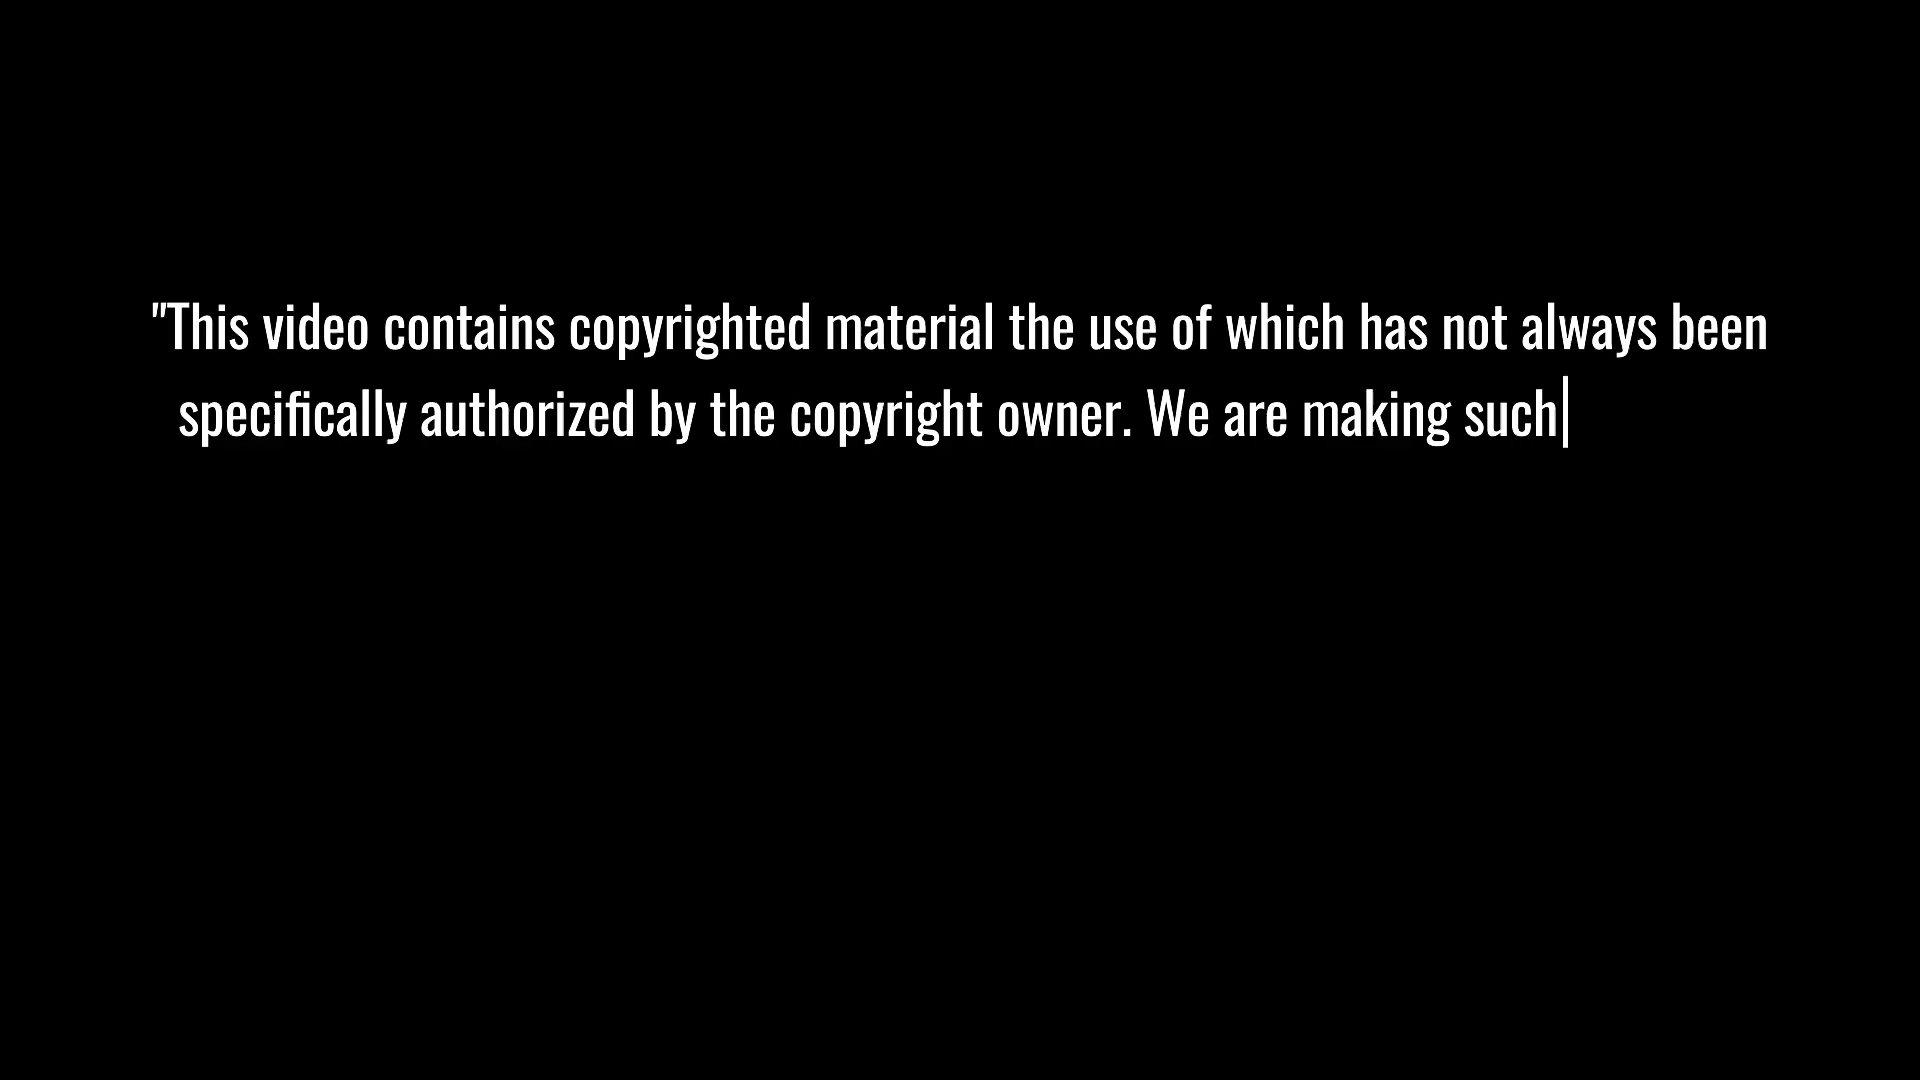 "This video contains copyrighted material the use of which has not always been
specifically authorized by the copyright owner. We are making such